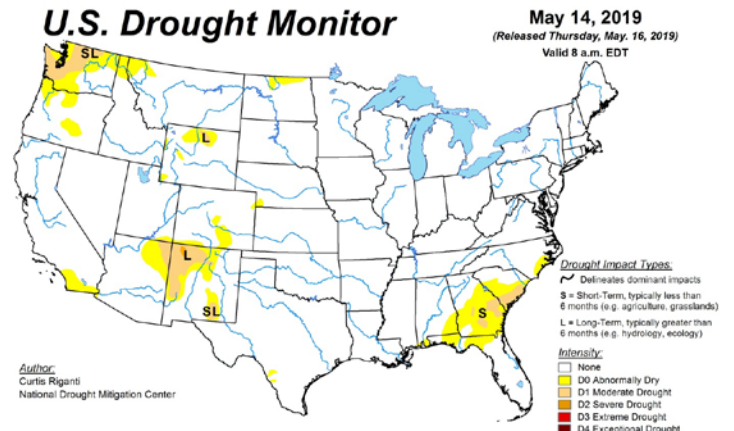 U.S. Drought Monitor
May 14, 2019
(Released Thursday, May. 16, 2019)
Valid 8 a.m. EDT
SL
L
L
SL
S
Drought Impact Types:
Delineates dominant impacts
S = Short-Term, typically less than
6 months (e.g. agriculture, grasslands)
L = Long-Term, typically greater than
6 months (e.g. hydrology, ecology)
Intensity:
None
D0 Abnormally Dry
D1 Moderate Drought
D2 Severe Drought
D3 Extreme Drought
D4 Exceptional Drought
Author:
Curtis Riganti
National Drought Mitigation Center